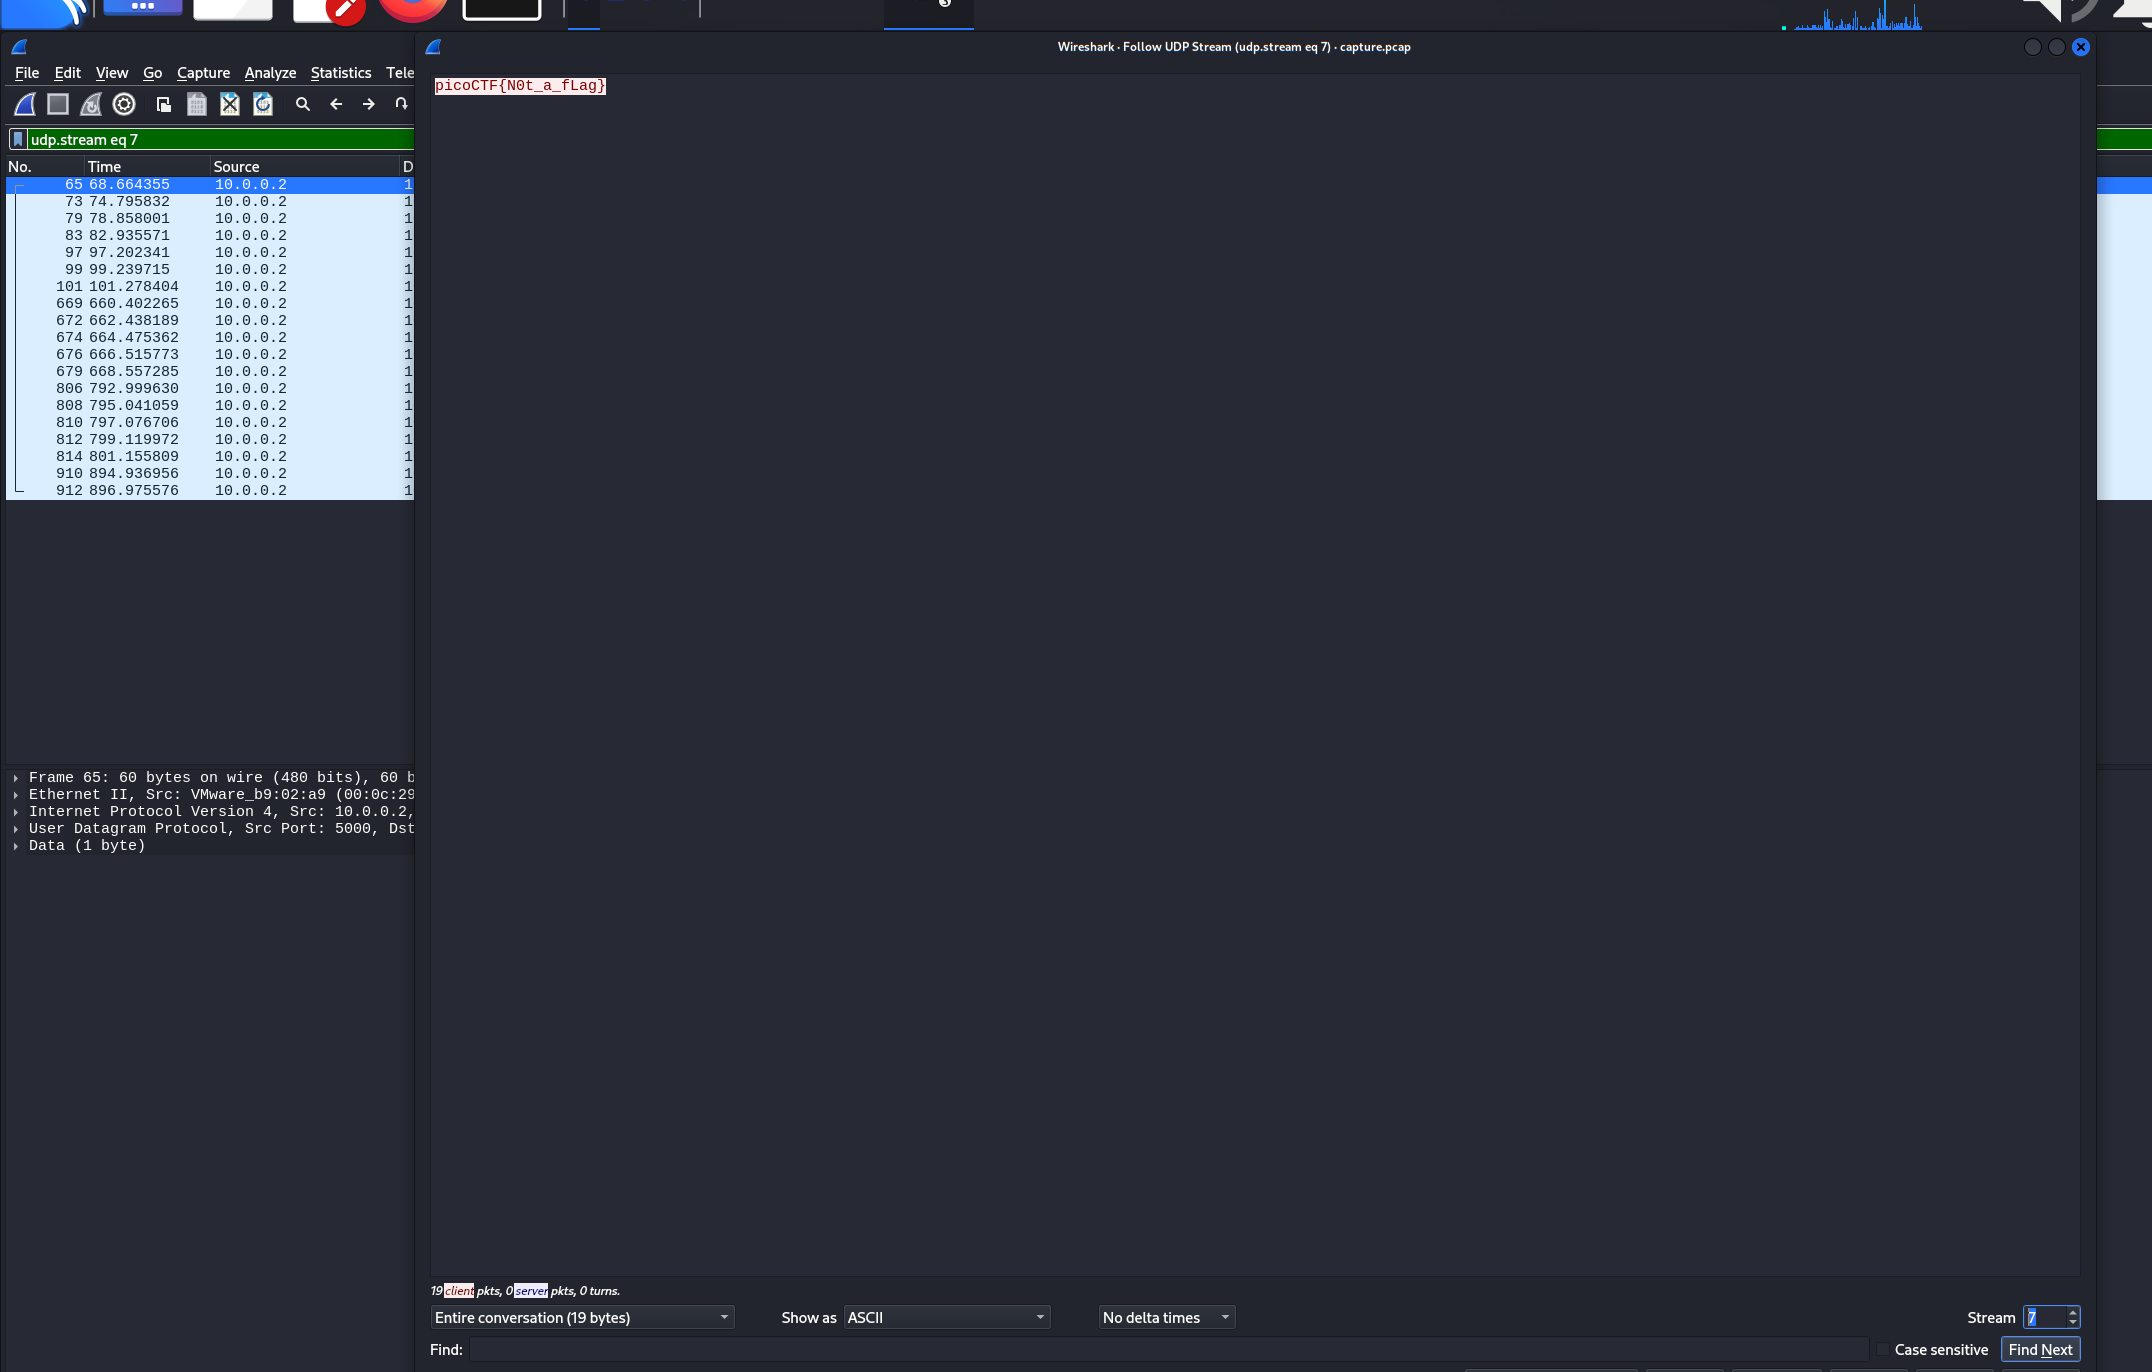 Wireshark · Follow UDP Stream (udp.stream eq 7) · capture.pcap
File Edit View Go Capture Analyze Statistics Tele
picoCTF{N0t_a_fLag}
udp.stream eq 7
No. Time Source D
65 68.664355 10.0.0.2 1
73 74.795832 10.0.0.2 1
79 78.858001 10.0.0.2 1
83 82.935571 10.0.0.2 1
97 97.202341 10.0.0.2 1
99 99.239715 10.0.0.2 1
101 101.278404 10.0.0.2 1
669 660.402265 10.0.0.2 1
672 662.438189 10.0.0.2 1
674 664.475362 10.0.0.2 1
676 666.515773 10.0.0.2 1
679 668.557285 10.0.0.2 1
806 792.999630 10.0.0.2 1
808 795.041059 10.0.0.2 1
810 797.076706 10.0.0.2 1
812 799.119972 10.0.0.2 1
814 801.155809 10.0.0.2 1
910 894.936956 10.0.0.2 1
912 896.975576 10.0.0.2 1
Frame 65: 60 bytes on wire (480 bits), 60 b
Ethernet II, Src: VMware_b9:02:a9 (00:0c:29
Internet Protocol Version 4, Src: 10.0.0.2,
User Datagram Protocol, Src Port: 5000, Dst
Data (1 byte)
19 client pkts, 0 server pkts, 0 turns.
Entire conversation (19 bytes) Show as ASCII No delta times Stream 7
Find: Case sensitive Find Next